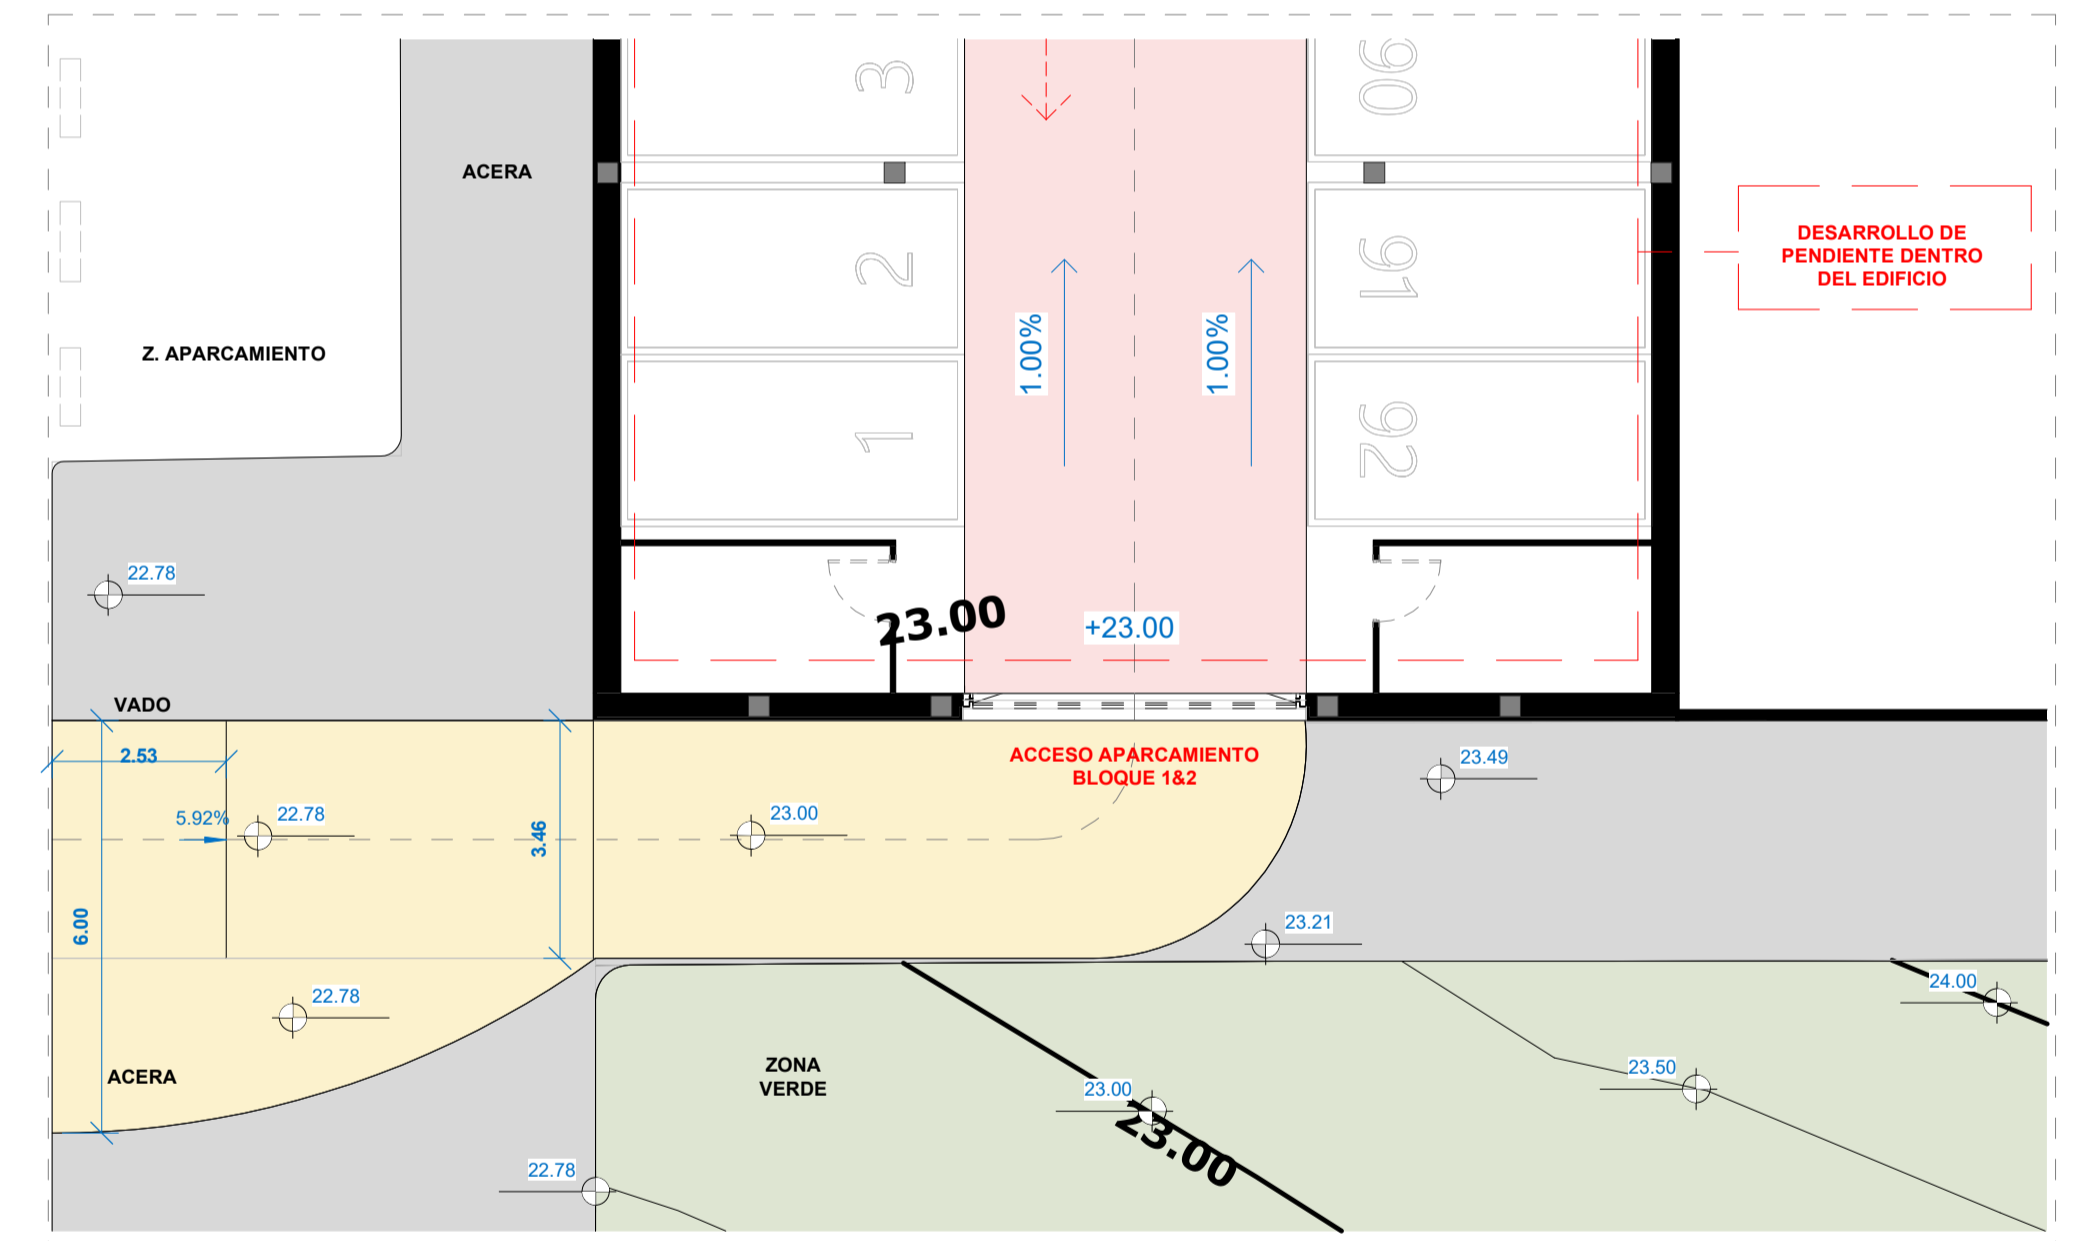 3
90
ACERA
DESARROLLO DE
PENDIENTE DENTRO
DEL EDIFICIO
2
91
Z. APARCAMIENTO
1.00%
1.00%
1
92
22.78
23.00
+23.00
VADO
2.53
ACCESO APARCAMIENTO
BLOQUE 1&2
23.49
5.92%
22.78
3.46
23.00
6.00
23.21
22.78
24.00
ACERA
ZONA
VERDE
23.00
23.50
23.00
22.78